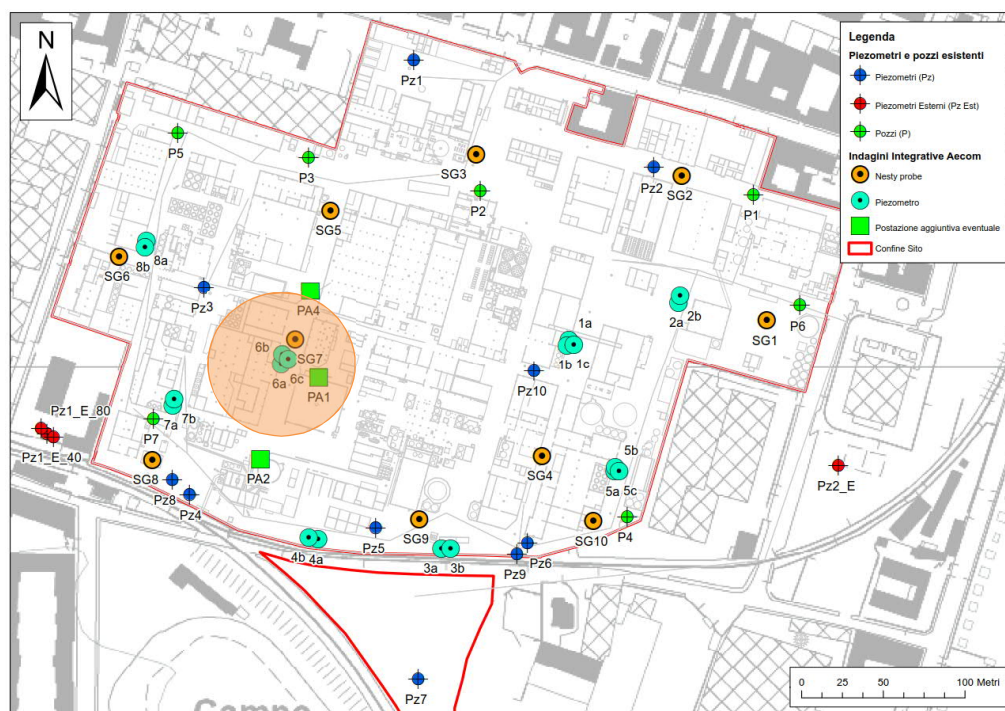 N
Legenda
Piezometri e pozzi esistenti
Piezometri (Pz)
Piezometri Esterni (Pz Est)
Pozzi (P)
Indagini Integrative Aecom
Nesty probe
Piezometro
Postazione aggiuntiva eventuale
Confine Sito
Pz1
P5
P3
SG3
P2
Pz2
SG2
P1
SG5
8a
8b
SG6
Pz3
PA4
2b
2a
P6
SG1
1a
1b
1c
6b
SG7
6c
6a
PA1
Pz10
Pz1_E_80
7b
7a
P7
Pz1_E_40
SG8
PA2
SG4
5b
5a
5c
Pz2_E
Pz8
Pz4
P4
SG9
Pz5
SG10
4b
4a
3a
3b
Pz6
Pz9
Pz7
Campo
0 25 50 100 Metri